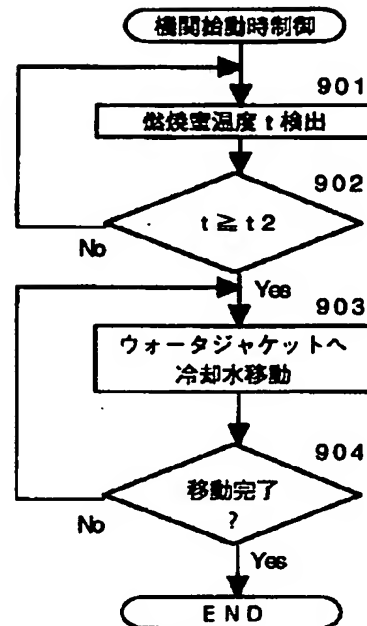 機関始動時制御
901
燃焼室温度t検出
902
t≧t2
No
Yes
903
ウォータジャケットへ
冷却水移動
904
移動完了
?
No
Yes
END